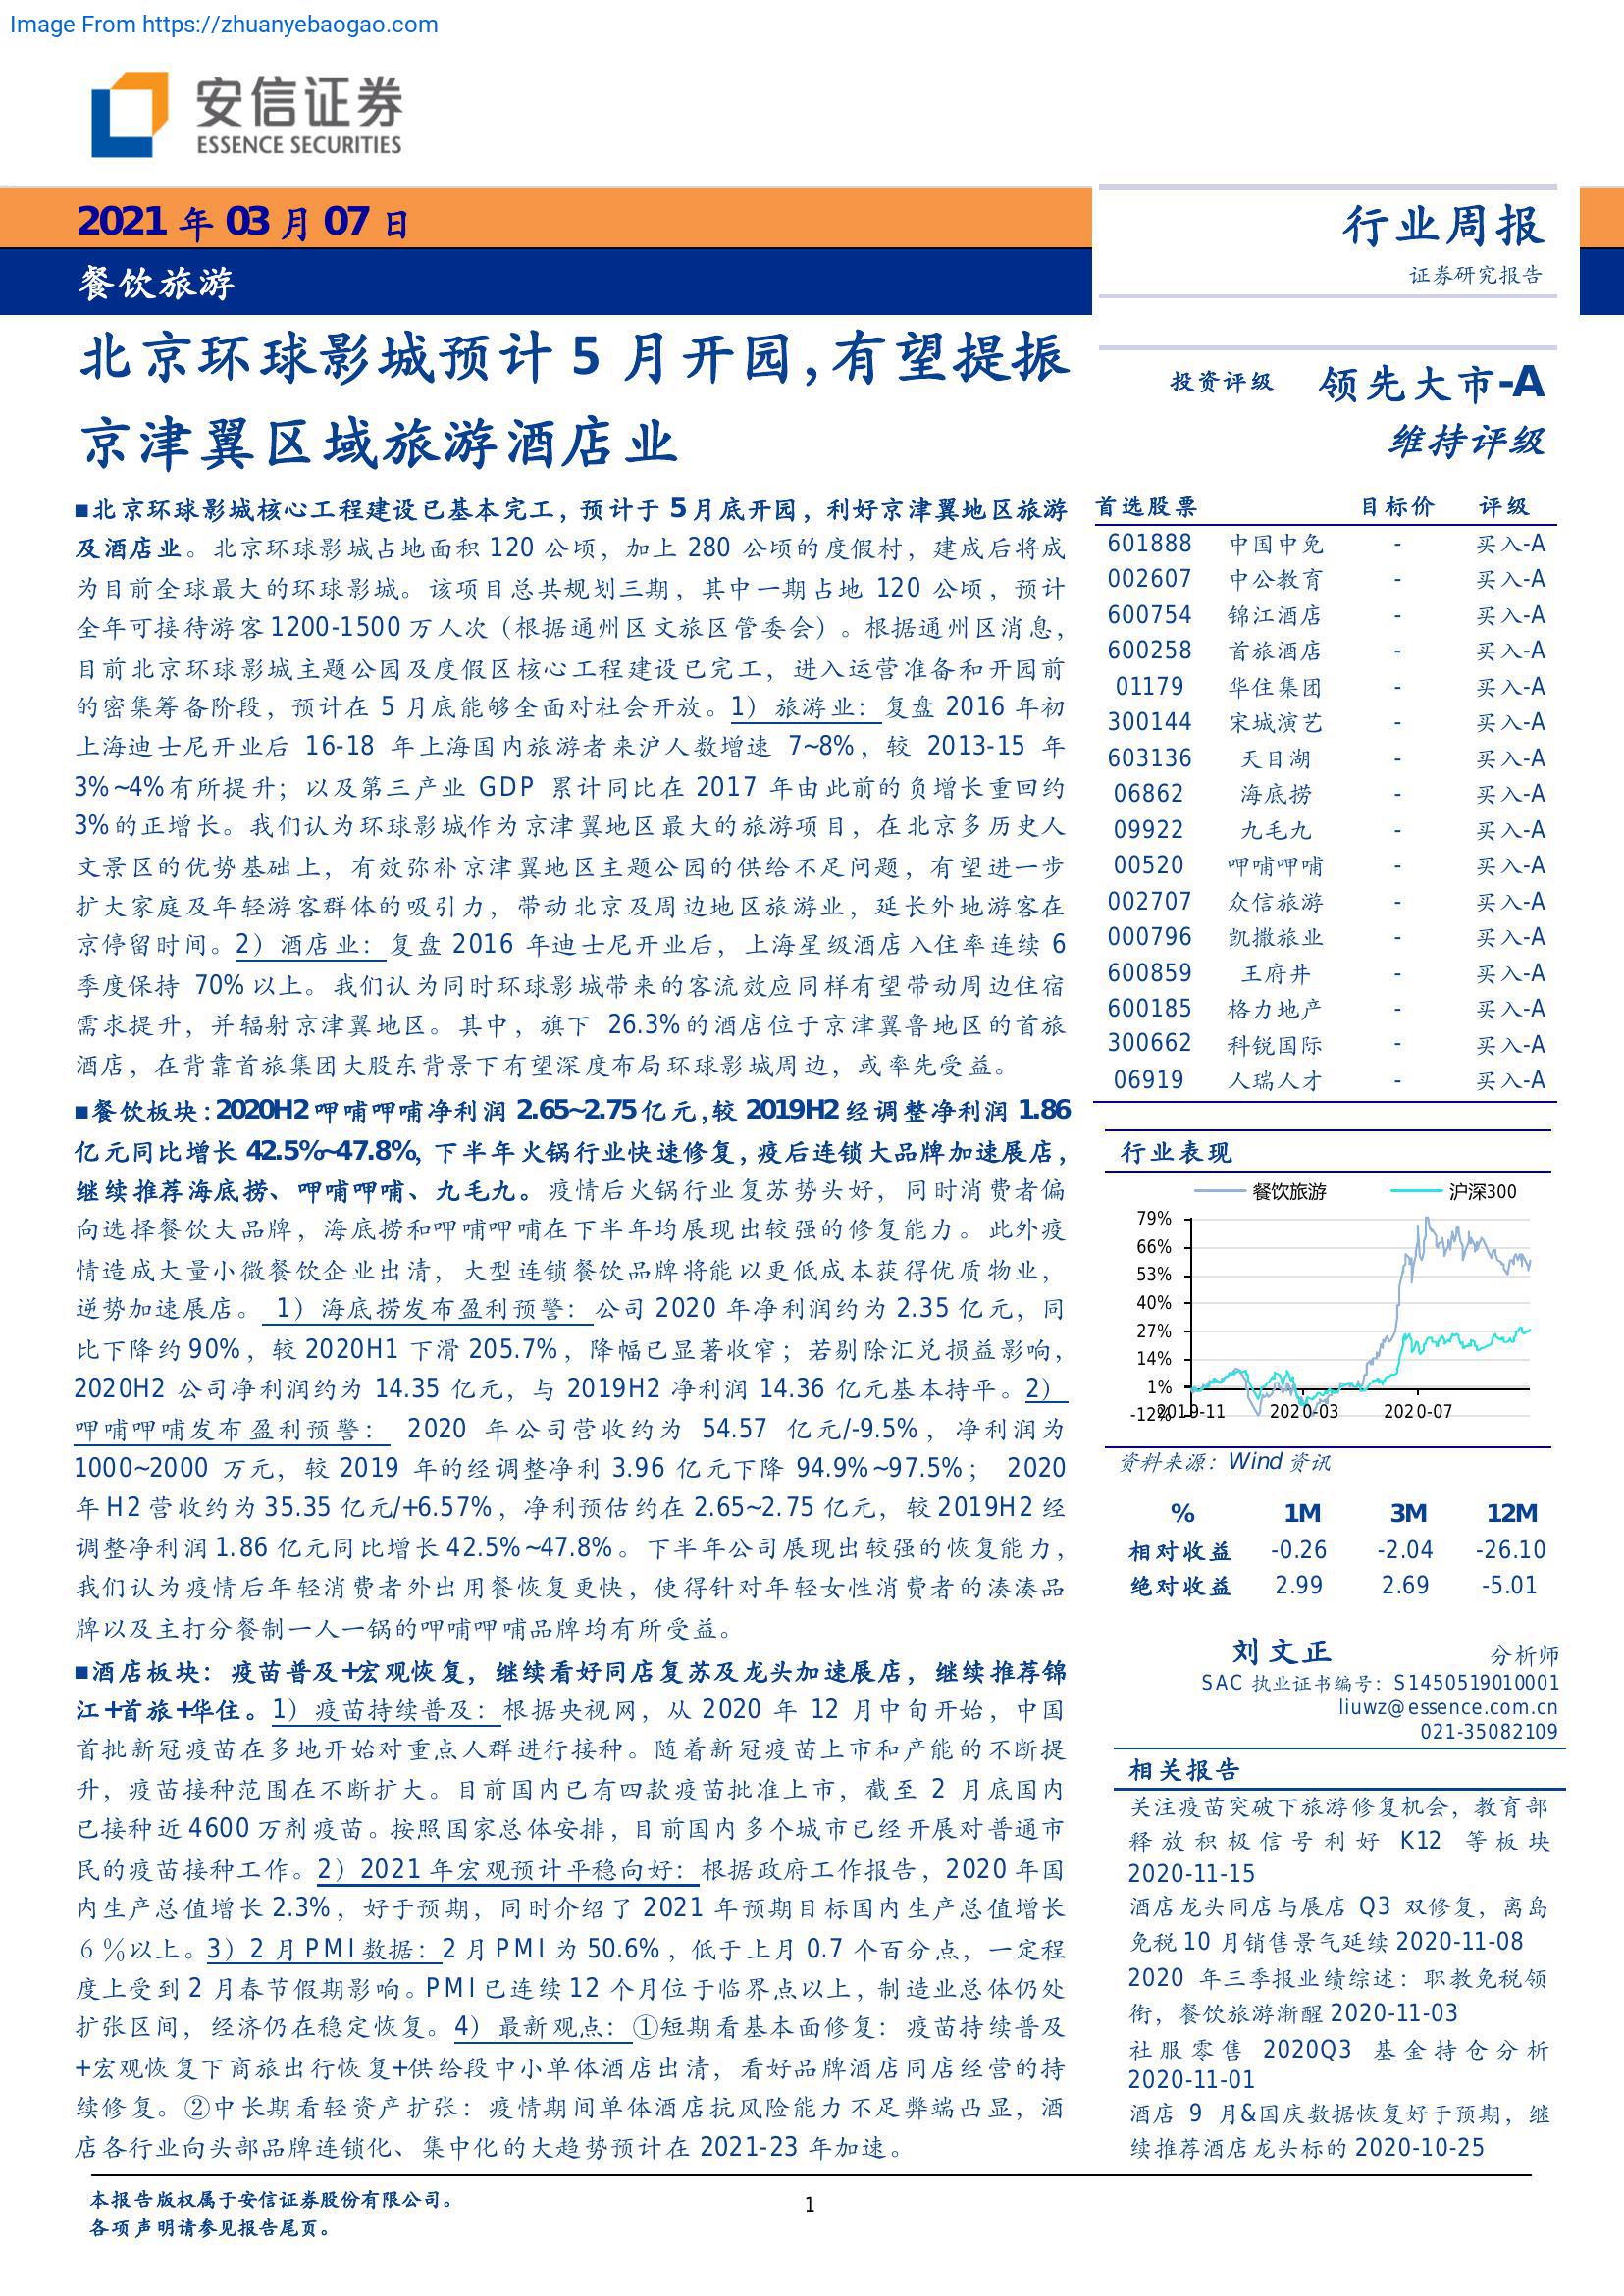 Image From https://zhuanyebaogao.com
安信证券
ESSENCE SECURITIES
2021 年 03 月 07 日
餐饮旅游
行业周报
证券研究报告
北京环球影城预计 5 月开园,有望提振
京津翼区域旅游酒店业
■北京环球影城核心工程建设已基本完工，预计于 5 月底开园，利好京津翼地区旅游
及酒店业。北京环球影城占地面积 120 公顷，加上 280 公顷的度假村，建成后将成
为目前全球最大的环球影城。该项目总共规划三期，其中一期占地 120 公顷，预计
全年可接待游客 1200-1500 万人次（根据通州区文旅区管委会）。根据通州区消息，
目前北京环球影城主题公园及度假区核心工程建设已完工，进入运营准备和开园前
的密集筹备阶段，预计在 5 月底能够全面对社会开放。1）旅游业：复盘 2016 年初
上海迪士尼开业后 16-18 年上海国内旅游者来沪人数增速 7~8%，较 2013-15 年
3%~4%有所提升；以及第三产业 GDP 累计同比在 2017 年由此前的负增长重回约
3%的正增长。我们认为环球影城作为京津翼地区最大的旅游项目，在北京多历史人
文景区的优势基础上，有效弥补京津翼地区主题公园的供给不足问题，有望进一步
扩大家庭及年轻游客群体的吸引力，带动北京及周边地区旅游业，延长外地游客在
京停留时间。2）酒店业：复盘 2016 年迪士尼开业后，上海星级酒店入住率连续 6
季度保持 70%以上。我们认为同时环球影城带来的客流效应同样有望带动周边住宿
需求提升，并辐射京津翼地区。其中，旗下 26.3%的酒店位于京津翼鲁地区的首旅
酒店，在背靠首旅集团大股东背景下有望深度布局环球影城周边，或率先受益。
■餐饮板块：2020H2 呷哺呷哺净利润 2.65~2.75 亿元,较 2019H2 经调整净利润 1.86
亿元同比增长 42.5%~47.8%，下半年火锅行业快速修复，疫后连锁大品牌加速展店，
继续推荐海底捞、呷哺呷哺、九毛九。疫情后火锅行业复苏势头好，同时消费者偏
向选择餐饮大品牌，海底捞和呷哺呷哺在下半年均展现出较强的修复能力。此外疫
情造成大量小微餐饮企业出清，大型连锁餐饮品牌将能以更低成本获得优质物业，
逆势加速展店。 1）海底捞发布盈利预警： 公司 2020 年净利润约为 2.35 亿元，同
比下降约 90%，较 2020H1 下滑 205.7%，降幅已显著收窄；若剔除汇兑损益影响，
2020H2 公司净利润约为 14.35 亿元，与 2019H2 净利润 14.36 亿元基本持平。2）
呷哺呷哺发布盈利预警： 2020 年公司营收约为 54.57 亿元/-9.5%，净利润为
1000~2000 万元，较 2019 年的经调整净利 3.96 亿元下降 94.9%~97.5%； 2020
年 H2 营收约为 35.35 亿元/+6.57%，净利预估约在 2.65~2.75 亿元，较 2019H2 经
调整净利润 1.86 亿元同比增长 42.5%~47.8%。下半年公司展现出较强的恢复能力，
我们认为疫情后年轻消费者外出用餐恢复更快，使得针对年轻女性消费者的湊湊品
牌以及主打分餐制一人一锅的呷哺呷哺品牌均有所受益。
■酒店板块：疫苗普及+宏观恢复，继续看好同店复苏及龙头加速展店，继续推荐锦
江+首旅+华住。1）疫苗持续普及：根据央视网，从 2020 年 12 月中旬开始，中国
首批新冠疫苗在多地开始对重点人群进行接种。随着新冠疫苗上市和产能的不断提
升，疫苗接种范围在不断扩大。目前国内已有四款疫苗批准上市，截至 2 月底国内
已接种近 4600 万剂疫苗。按照国家总体安排，目前国内多个城市已经开展对普通市
民的疫苗接种工作。2）2021 年宏观预计平稳向好：根据政府工作报告，2020 年国
内生产总值增长 2.3%，好于预期，同时介绍了 2021 年预期目标国内生产总值增长
６％以上。3）2 月 PMI 数据：2 月 PMI 为 50.6%，低于上月 0.7 个百分点，一定程
度上受到 2 月春节假期影响。PMI 已连续 12 个月位于临界点以上，制造业总体仍处
扩张区间，经济仍在稳定恢复。4）最新观点：①短期看基本面修复：疫苗持续普及
+宏观恢复下商旅出行恢复+供给段中小单体酒店出清，看好品牌酒店同店经营的持
续修复。②中长期看轻资产扩张：疫情期间单体酒店抗风险能力不足弊端凸显，酒
店各行业向头部品牌连锁化、集中化的大趋势预计在 2021-23 年加速。
投资评级 领先大市-A
维持评级
首选股票 目标价 评级
601888 中国中免 - 买入-A
002607 中公教育 - 买入-A
600754 锦江酒店 - 买入-A
600258 首旅酒店 - 买入-A
01179 华住集团 - 买入-A
300144 宋城演艺 - 买入-A
603136 天目湖 - 买入-A
06862 海底捞 - 买入-A
09922 九毛九 - 买入-A
00520 呷哺呷哺 - 买入-A
002707 众信旅游 - 买入-A
000796 凯撒旅业 - 买入-A
600859 王府井 - 买入-A
600185 格力地产 - 买入-A
300662 科锐国际 - 买入-A
06919 人瑞人才 - 买入-A
行业表现
餐饮旅游 沪深300
79%
66%
53%
40%
27%
14%
1%
-12%
2019-11 2020-03 2020-07
资料来源：Wind 资讯
% 1M 3M 12M
相对收益 -0.26 -2.04 -26.10
绝对收益 2.99 2.69 -5.01
刘文正 分析师
SAC 执业证书编号：S1450519010001
liuwz@essence.com.cn
021-35082109
相关报告
关注疫苗突破下旅游修复机会，教育部
释放积极信号利好 K12 等板块
2020-11-15
酒店龙头同店与展店 Q3 双修复，离岛
免税 10 月销售景气延续 2020-11-08
2020 年三季报业绩综述：职教免税领
衔，餐饮旅游渐醒 2020-11-03
社服零售 2020Q3 基金持仓分析
2020-11-01
酒店 9 月&国庆数据恢复好于预期，继
续推荐酒店龙头标的 2020-10-25
本报告版权属于安信证券股份有限公司。
各项声明请参见报告尾页。
1